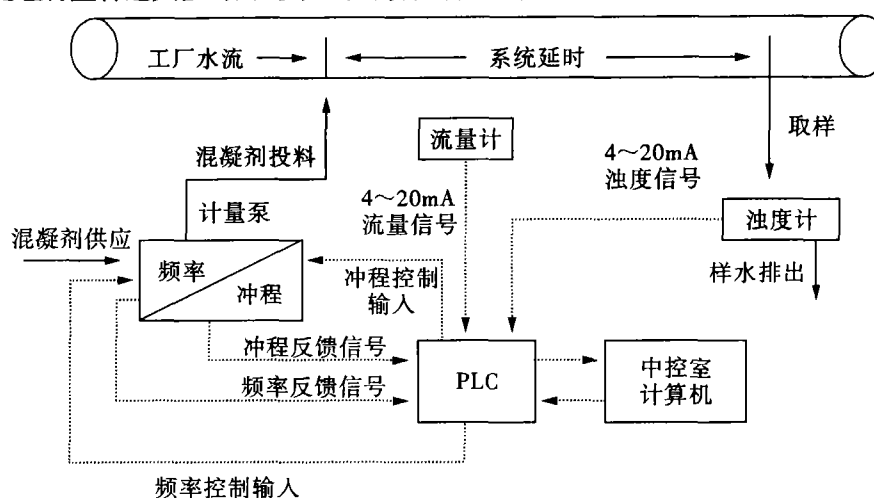 工厂水流
系统延时
取样
流量计
混凝剂投料
4～20mA
浊度信号
计量泵
4～20mA
流量信号
浊度计
混凝剂供应
频率
冲程
冲程控制
输入
样水排出
冲程反馈信号
频率反馈信号
PLC
中控室
计算机
频率控制输入